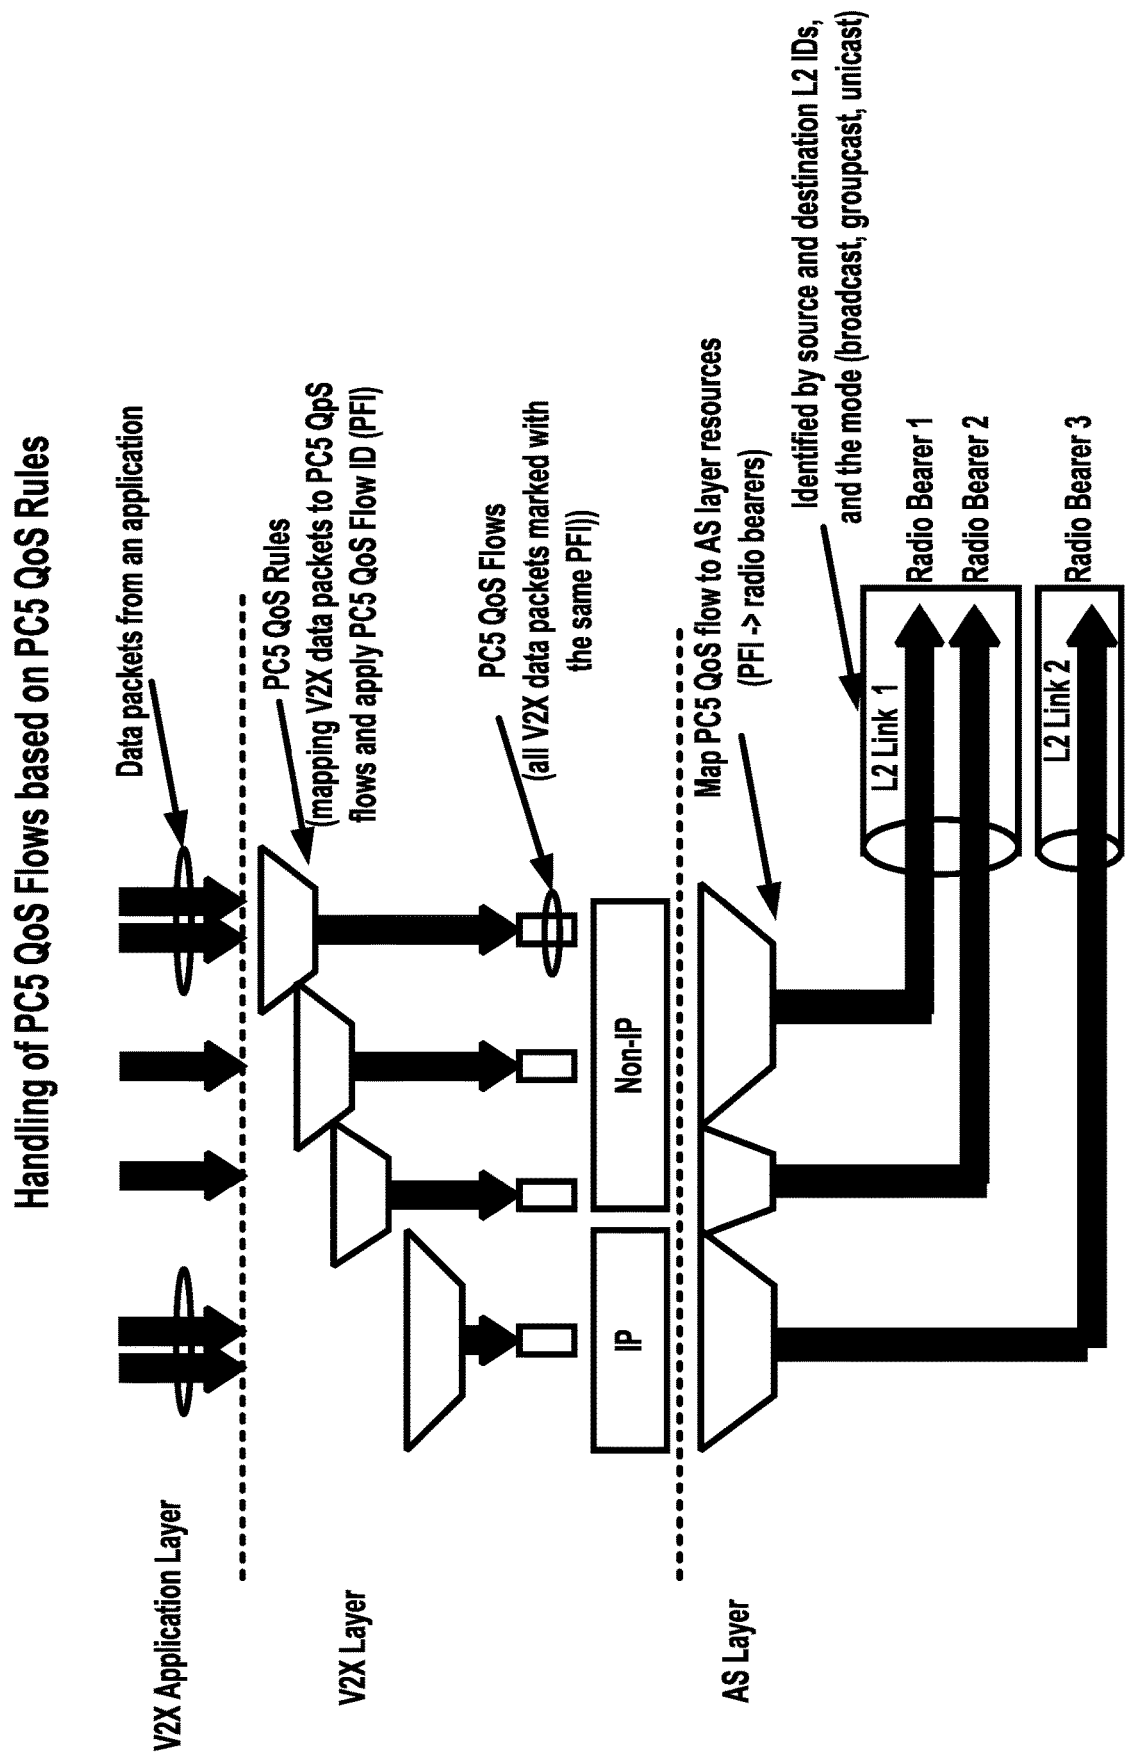 Handling of PC5 QoS Flows based on PC5 QoS Rules
V2X Application Layer
Data packets from an application
V2X Layer
PC5 QoS Rules
(mapping V2X data packets to PC5 QpS
flows and apply PC5 QoS Flow ID (PFI)
PC5 QoS Flows
(all V2X data packets marked with
the same PFI))
IP
Non-IP
AS Layer
Map PC5 QoS flow to AS layer resources
(PFI -> radio bearers)
Identified by source and destination L2 IDs,
and the mode (broadcast, groupcast, unicast)
L2 Link 1
Radio Bearer 1
Radio Bearer 2
L2 Link 2
Radio Bearer 3